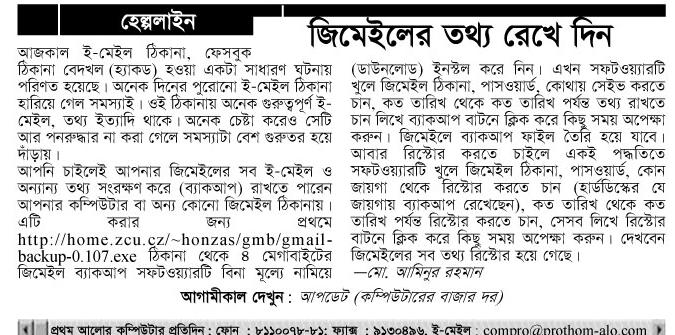 হেল্পলাইন
জিমেইলের তথ্য রেখে দিন
আজকাল ই-মেইল ঠিকানা, ফেসবুক
ঠিকানা বেদখল (হ্যাকড) হওয়া একটা সাধারণ ঘটনায়
পরিণত হয়েছে। অনেক দিনের পুরোনো ই-মেইল ঠিকানা
হারিয়ে গেল সমস্যাই। ওই ঠিকানায় অনেক গুরুত্বপূর্ণ ই-
মেইল, তথ্য ইত্যাদি থাকে। অনেক চেষ্টা করেও সেটি
আর পনরুদ্ধার না করা গেলে সমস্যাটা বেশ গুরুতর হয়ে
দাঁড়ায়।
আপনি চাইলেই আপনার জিমেইলের সব ই-মেইল ও
অন্যান্য তথ্য সংরক্ষণ করে (ব্যাকআপ) রাখতে পারেন
আপনার কম্পিউটার বা অন্য কোনো জিমেইল ঠিকানায়।
এটি করার জন্য প্রথমে
http://home.zcu.cz/~honzas/gmb/gmail-
backup-0.107.exe ঠিকানা থেকে ৪ মেগাবাইটের
জিমেইল ব্যাকআপ সফটওয়্যারটি বিনা মূল্যে নামিয়ে
(ডাউনলোড) ইনস্টল করে নিন। এখন সফটওয়্যারটি
খুলে জিমেইল ঠিকানা, পাসওয়ার্ড, কোথায় সেইভ করতে
চান, কত তারিখ থেকে কত তারিখ পর্যন্ত তথ্য রাখতে
চান লিখে ব্যাকআপ বাটনে ক্লিক করে কিছু সময় অপেক্ষা
করুন। জিমেইলে ব্যাকআপ ফাইল তৈরি হয়ে যাবে।
আবার রিস্টোর করতে চাইলে একই পদ্ধতিতে
সফটওয়্যারটি খুলে জিমেইল ঠিকানা, পাসওয়ার্ড, কোন
জায়গা থেকে রিস্টোর করতে চান (হার্ডডিস্কের যে
জায়গায় ব্যাকআপ রেখেছেন), কত তারিখ থেকে কত
তারিখ পর্যন্ত রিস্টোর করতে চান, সেসব লিখে রিস্টোর
বাটনে ক্লিক করে কিছু সময় অপেক্ষা করুন। দেখবেন
জিমেইলের সব তথ্য রিস্টোর হয়ে গেছে।
—মো. আমিনুর রহমান
আগামীকাল দেখুন : আপডেট (কম্পিউটারের বাজার দর)
প্রথম আলোর কম্পিউটার প্রতিদিন : ফোন : ৮১১০০৭৮-৮১; ফ্যাক্স : ৯১৩০৪৯৬, ই-মেইল : compro@prothom-alo.com